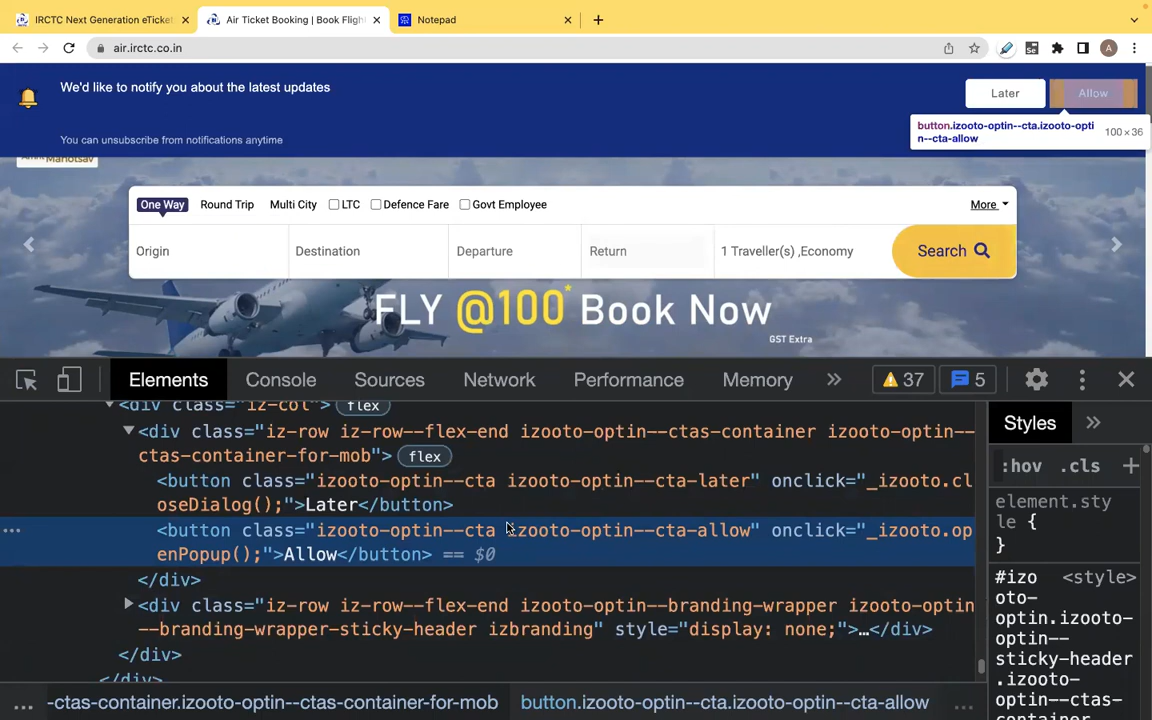 IRCTC Next Generation eTicket
Air Ticket Booking | Book Fligh
Notepad
air.irctc.co.in
A
We'd like to notify you about the latest updates
Later
Allow
You can unsubscribe from notifications anytime
button.izooto-optin--cta.izooto-opti
n--cta-allow
100 × 36
Mahotsav
One Way
Round Trip
Multi City
LTC
Defence Fare
Govt Employee
More
Origin
Destination
Departure
Return
1 Traveller(s) ,Economy
Search
FLY @100* Book Now
GST Extra
Elements
Console
Sources
Network
Performance
Memory
37
5
<div class="iz-col"> flex
<div class="iz-row iz-row--flex-end izooto-optin--ctas-container izooto-optin--
ctas-container-for-mob"> flex
<button class="izooto-optin--cta izooto-optin--cta-later" onclick="_izooto.cl
oseDialog();">Later</button>
<button class="izooto-optin--cta izooto-optin--cta-allow" onclick="_izooto.op
enPopup();">Allow</button> == $0
</div>
<div class="iz-row iz-row--flex-end izooto-optin--branding-wrapper izooto-optin
--branding-wrapper-sticky-header izbranding" style="display: none;">…</div>
</div>
</div>
Styles
:hov .cls
element.sty
le {
}
#izo <style>
oto-
optin.izooto-
optin--
sticky-header
.izooto-
optin--ctas-
container
… -ctas-container.izooto-optin--ctas-container-for-mob
button.izooto-optin--cta.izooto-optin--cta-allow …